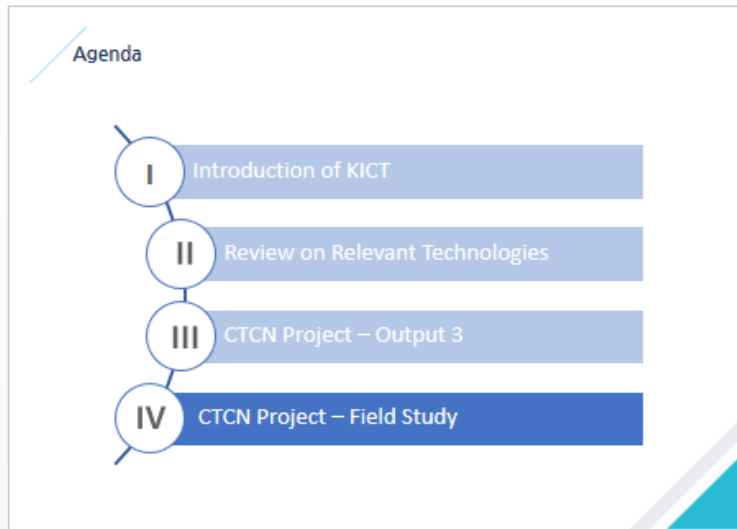 Agenda
I
Introduction of KICT
II
Review on Relevant Technologies
III
CTCN Project – Output 3
IV
CTCN Project – Field Study